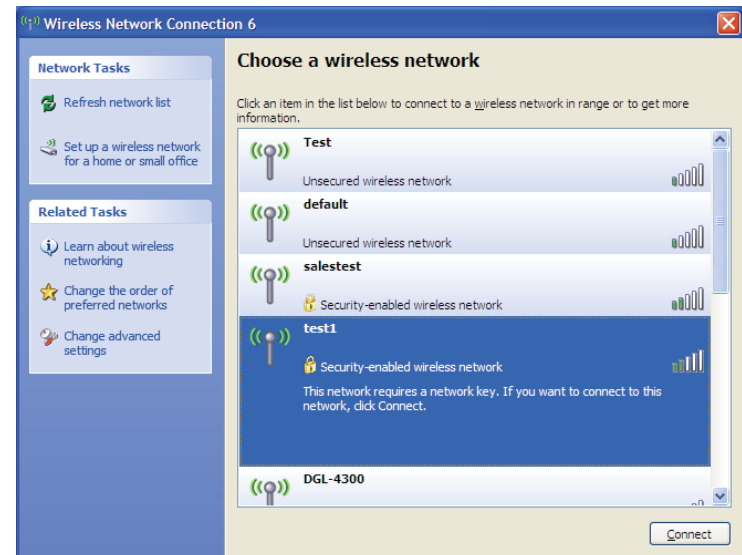 Wireless Network Connection 6
Network Tasks
Refresh network list
Set up a wireless network
for a home or small office
Related Tasks
Learn about wireless
networking
Change the order of
preferred networks
Change advanced
settings
Choose a wireless network
Click an item in the list below to connect to a wireless network in range or to get more
information.
Test
Unsecured wireless network
default
Unsecured wireless network
salestest
Security-enabled wireless network
test1
Security-enabled wireless network
This network requires a network key. If you want to connect to this
network, click Connect.
DGL-4300
Connect